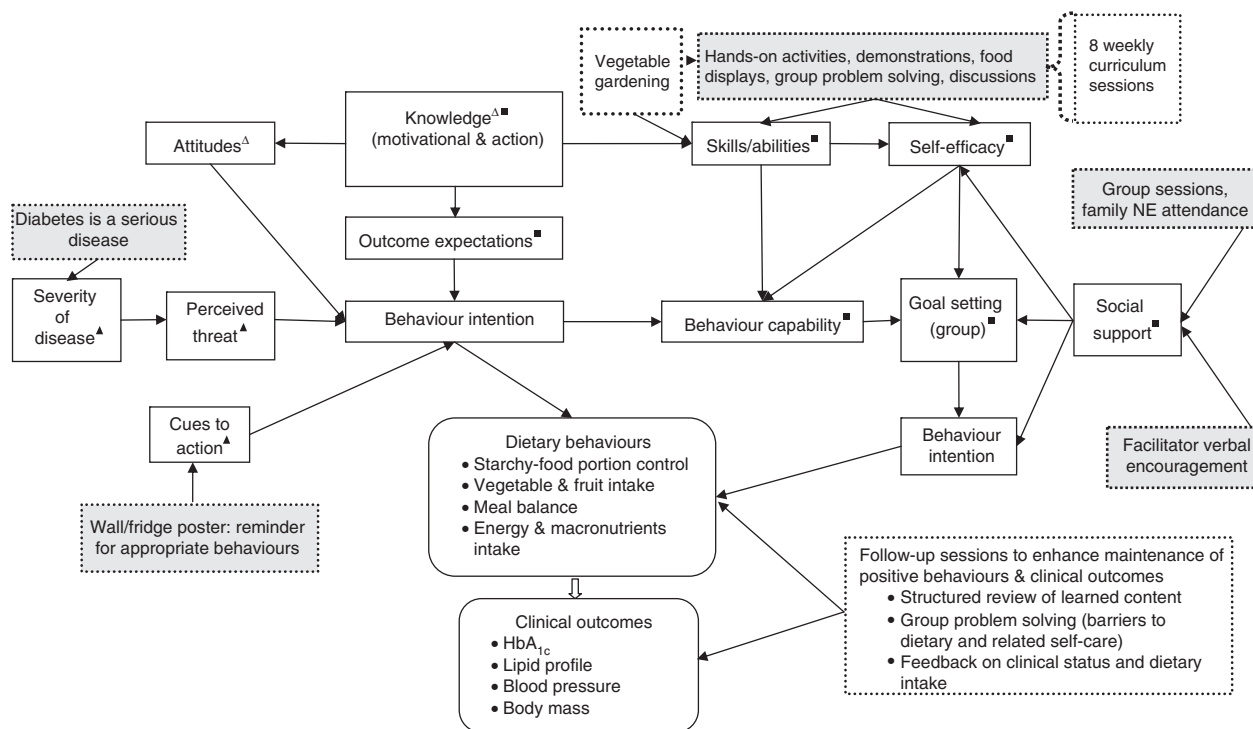 Vegetable
gardening
Hands-on activities, demonstrations, food
displays, group problem solving, discussions
8 weekly
curriculum
sessions
Knowledge△■
(motivational & action)
Attitudes△
Skills/abilities■
Self-efficacy■
Group sessions,
family NE attendance
Diabetes is a serious
disease
Outcome expectations■
Severity
of
disease▲
Perceived
threat▲
Behaviour intention
Behaviour capability■
Goal setting
(group)■
Social
support■
Cues to
action▲
Dietary behaviours
• Starchy-food portion control
• Vegetable & fruit intake
• Meal balance
• Energy & macronutrients
intake
Behaviour
intention
Facilitator verbal
encouragement
Wall/fridge poster: reminder
for appropriate behaviours
Follow-up sessions to enhance maintenance of
positive behaviours & clinical outcomes
• Structured review of learned content
• Group problem solving (barriers to
dietary and related self-care)
• Feedback on clinical status and dietary
intake
Clinical outcomes
• HbA1c
• Lipid profile
• Blood pressure
• Body mass